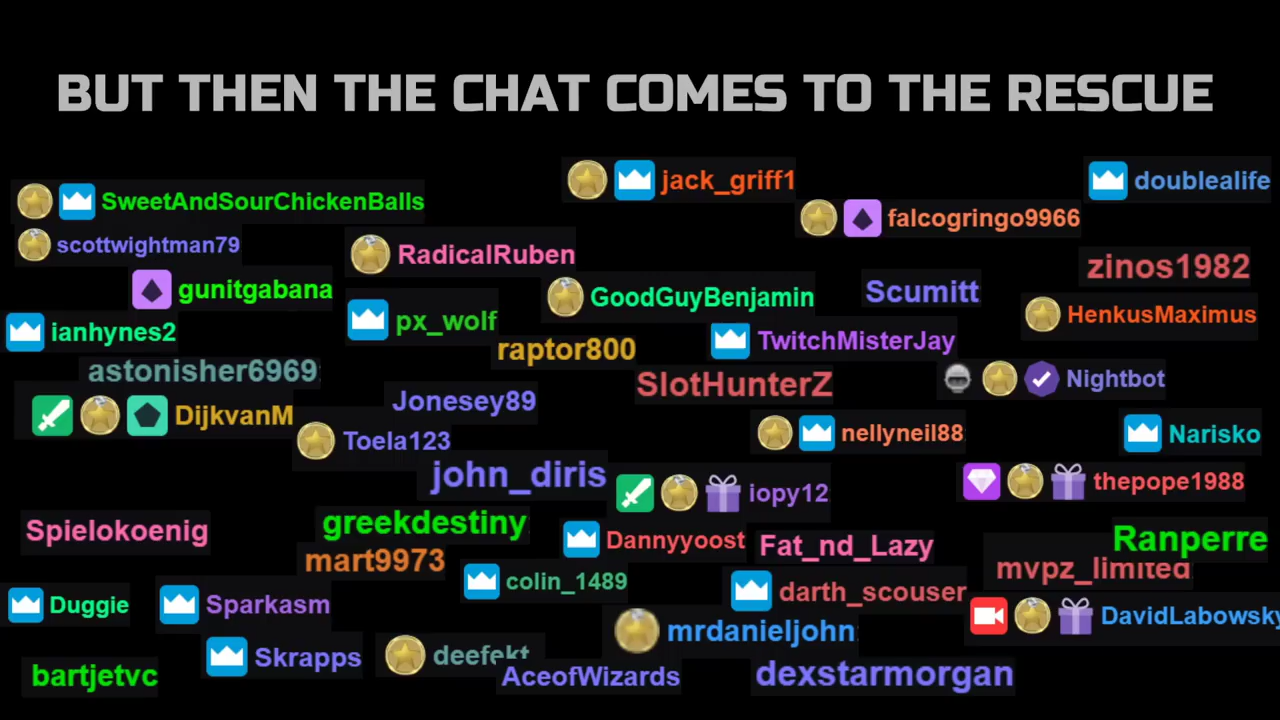 BUT THEN THE CHAT COMES TO THE RESCUE
jack_griff1
doublealife
SweetAndSourChickenBalls
falcogringo9966
scottwightman79
RadicalRuben
zinos1982
gunitgabana
GoodGuyBenjamin
Scumitt
HenkusMaximus
ianhynes2
px_wolf
raptor800
TwitchMisterJay
astonisher6969
SlotHunterZ
Nightbot
DijkvanM
Jonesey89
Toela123
nellyneil88
Narisko
john_diris
iopy12
thepope1988
Spielokoenig
greekdestiny
Dannyyoost
Fat_nd_Lazy
Ranperre
mart9973
colin_1489
mvpz_limited
Duggie
Sparkasm
darth_scouser
DavidLabowsky
mrdanieljohn
Skrapps
deefekt
bartjetvc
AceofWizards
dexstarmorgan